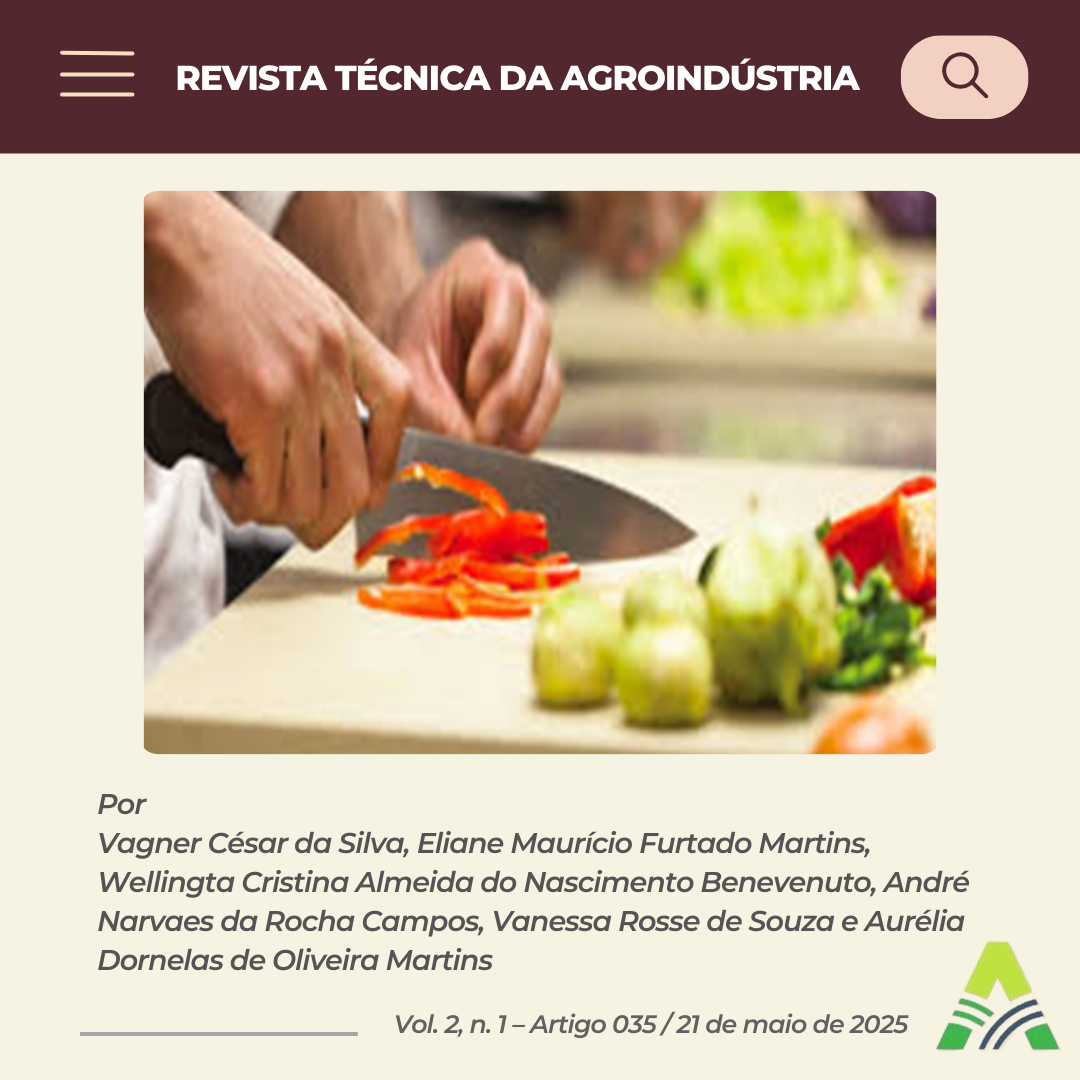 REVISTA TÉCNICA DA AGROINDÚSTRIA
Por
Vagner César da Silva, Eliane Maurício Furtado Martins,
Wellingta Cristina Almeida do Nascimento Benevenuto, André
Narvaes da Rocha Campos, Vanessa Rosse de Souza e Aurélia
Dornelas de Oliveira Martins
Vol. 2, n. 1 – Artigo 035 / 21 de maio de 2025